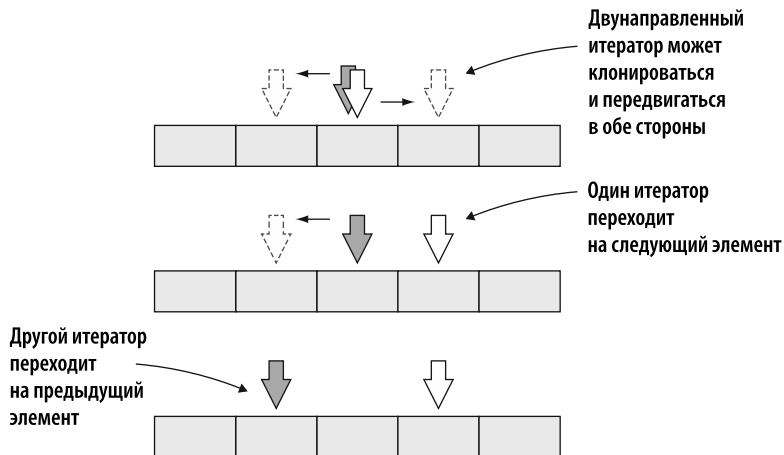 Двунаправленный
итератор может
клонироваться
и передвигаться
в обе стороны
Один итератор
переходит
на следующий элемент
Другой итератор
переходит
на предыдущий
элемент